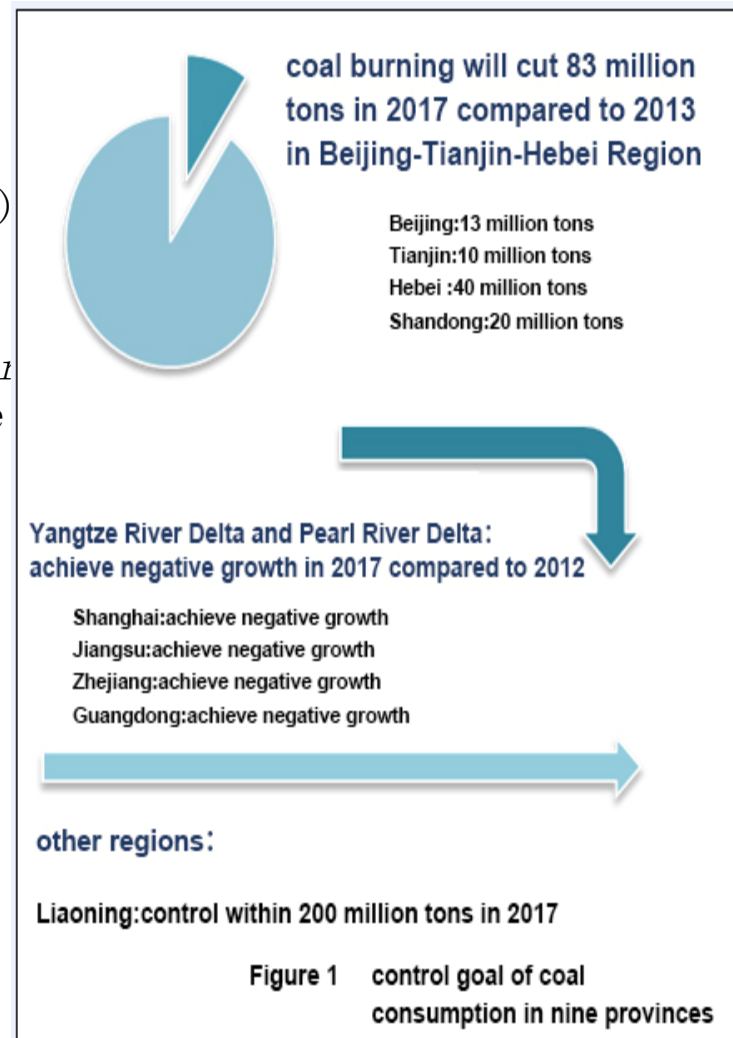 coal burning will cut 83 million
tons in 2017 compared to 2013
in Beijing-Tianjin-Hebei Region
)
Beijing:13 million tons
Tianjin:10 million tons
Hebei :40 million tons
Shandong:20 million tons
e
Yangtze River Delta and Pearl River Delta:
achieve negative growth in 2017 compared to 2012
Shanghai:achieve negative growth
Jiangsu:achieve negative growth
Zhejiang:achieve negative growth
Guangdong:achieve negative growth
other regions:
Liaoning:control within 200 million tons in 2017
Figure 1 control goal of coal
consumption in nine provinces